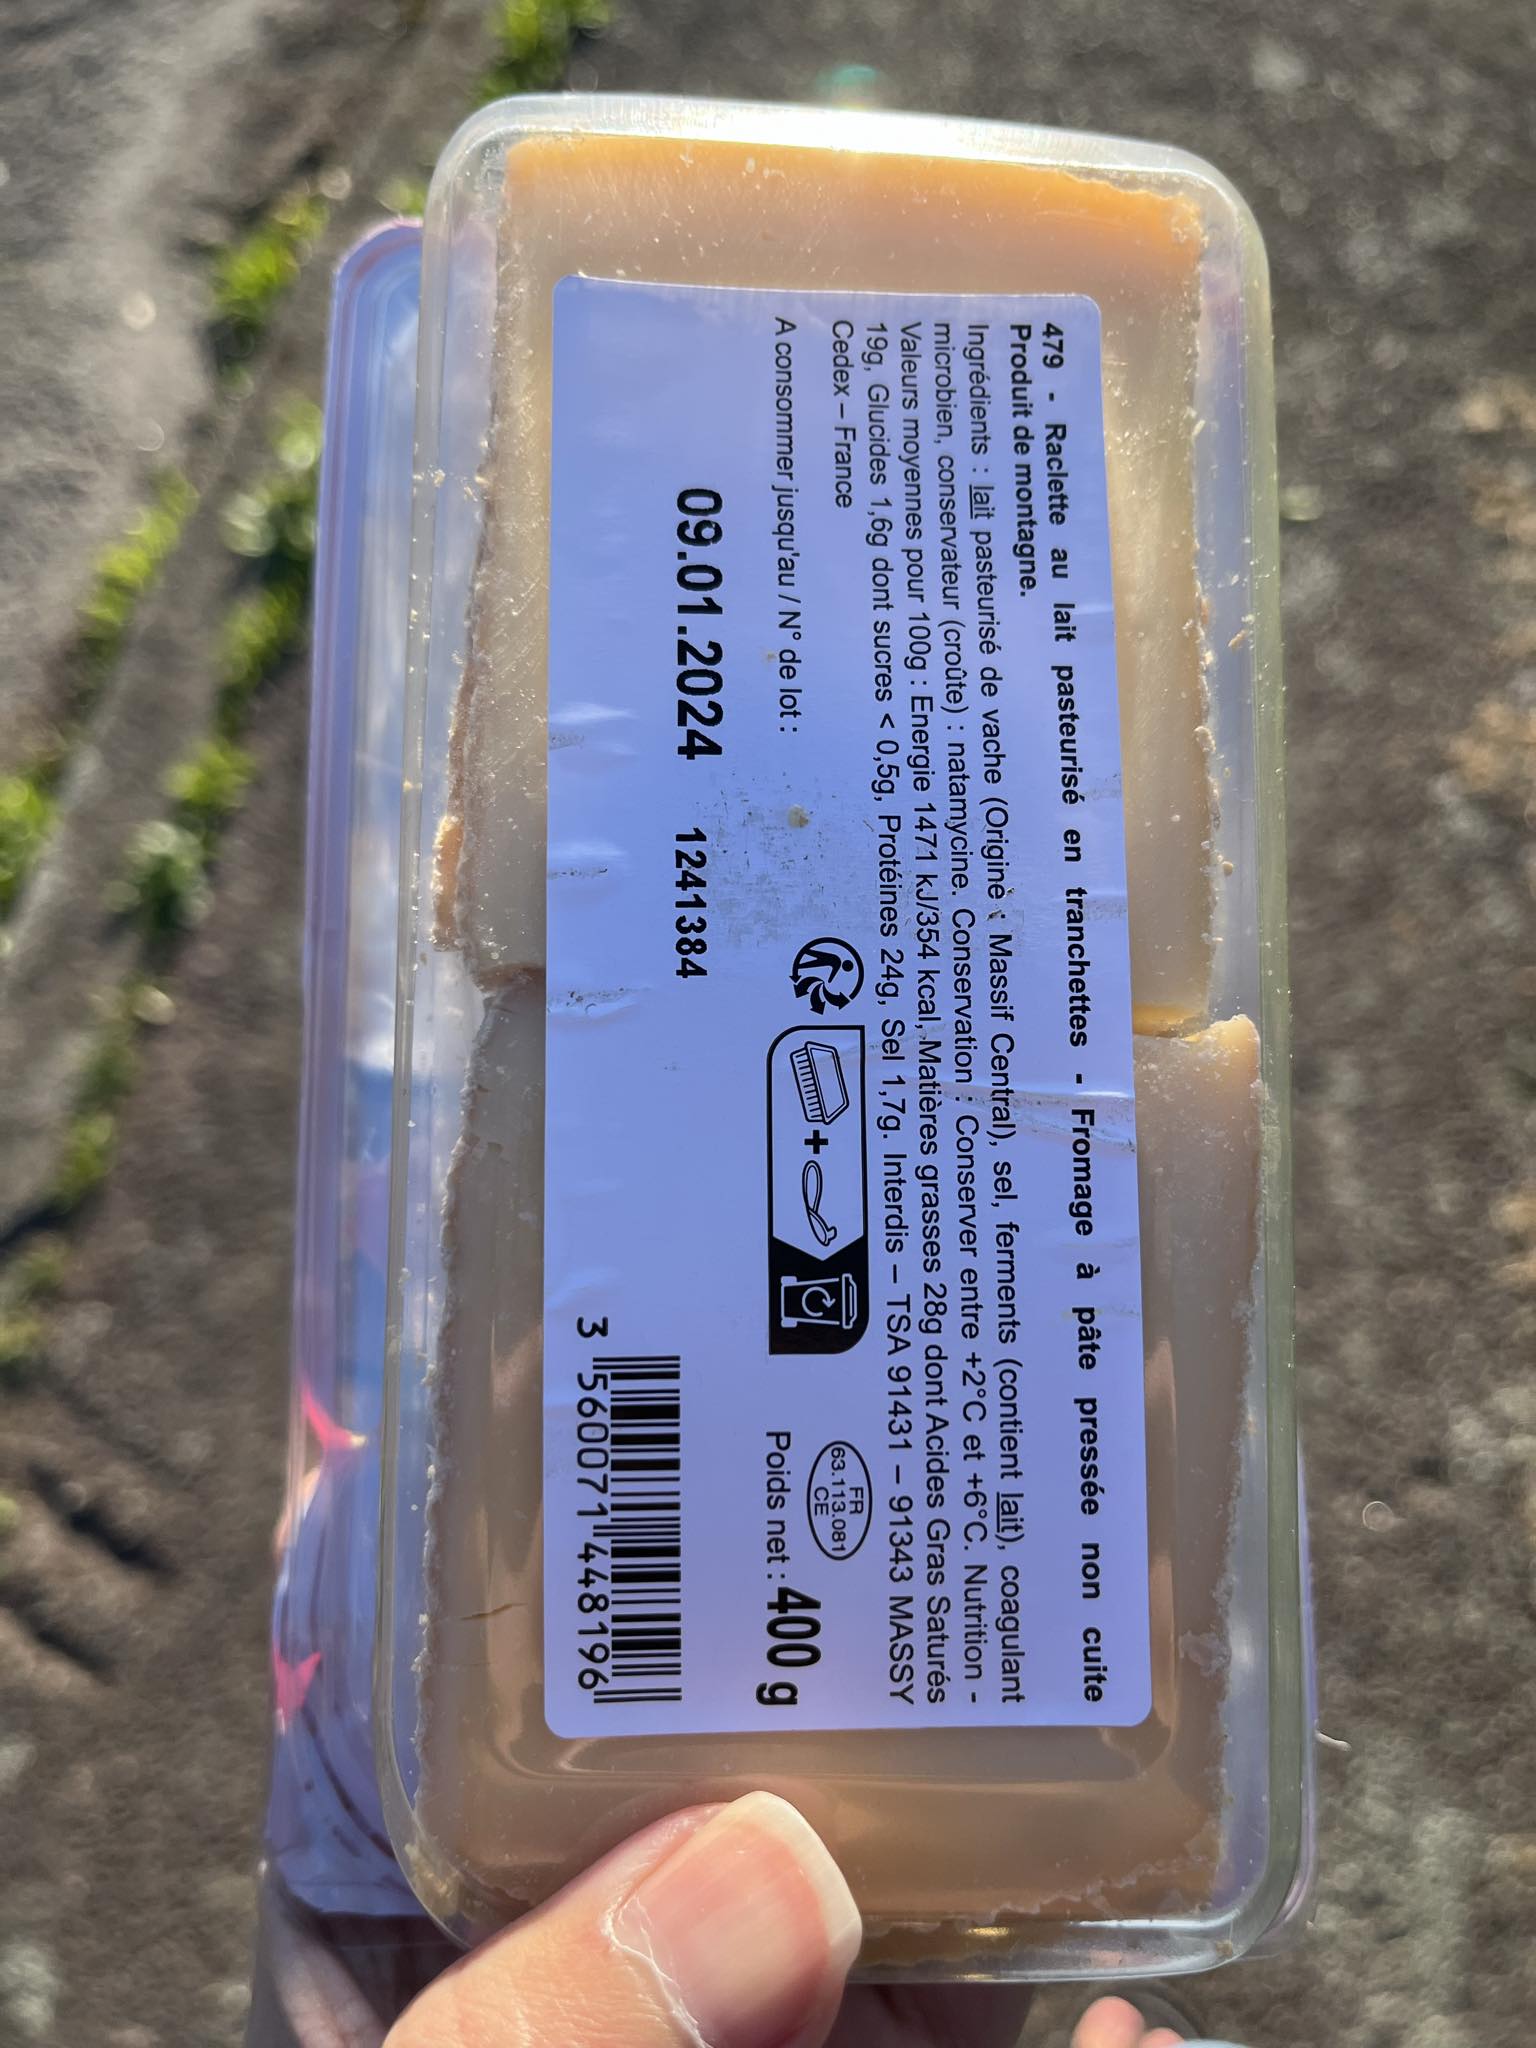 479 - Raclette au lait pasteurisé en tranchettes - Fromage à pâte pressée non cuite
Produit de montagne.
Ingrédients : lait pasteurisé de vache (Origine : Massif Central), sel, ferments (contient lait), coagulant
microbien, conservateur (croûte) : natamycine. Conservation : Conserver entre +2°C et +6°C. Nutrition -
Valeurs moyennes pour 100g : Energie 1471 kJ/354 kcal, Matières grasses 28g dont Acides Gras Saturés
19g, Glucides 1,6g dont sucres < 0,5g, Protéines 24g, Sel 1,7g. Interdis – TSA 91431 – 91343 MASSY
Cedex – France
A consommer jusqu'au / N° de lot :
09.01.2024 1241384
FR
63.113.081
CE
Poids net : 400 g
3 560071 448196